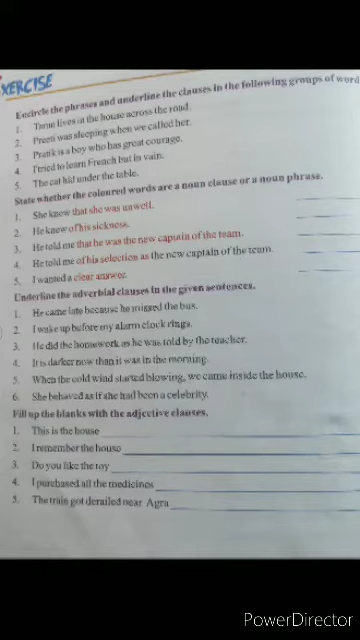 EXERCISE
Encircle the phrases and underline the clauses in the following groups of word
1. Tarun lives in the house across the road.
2. Preeti was sleeping when we called her.
3. Pratik is a boy who has great courage.
4. I tried to learn French but in vain.
5. The cat hid under the table.
State whether the coloured words are a noun clause or a noun phrase.
1. She knew that she was unwell.
2. He knew of his sickness.
3. He told me that he was the new captain of the team.
4. He told me of his selection as the new captain of the team.
5. I wanted a clear answer.
Underline the adverbial clauses in the given sentences.
1. He came late because he missed the bus.
2. I wake up before my alarm clock rings.
3. He did the homework as he was told by the teacher.
4. It is darker now than it was in the morning.
5. When the cold wind started blowing, we came inside the house.
6. She behaved as if she had been a celebrity.
Fill up the blanks with the adjective clauses.
1. This is the house
2. I remember the house
3. Do you like the toy
4. I purchased all the medicines
5. The train got derailed near Agra
PowerDirector